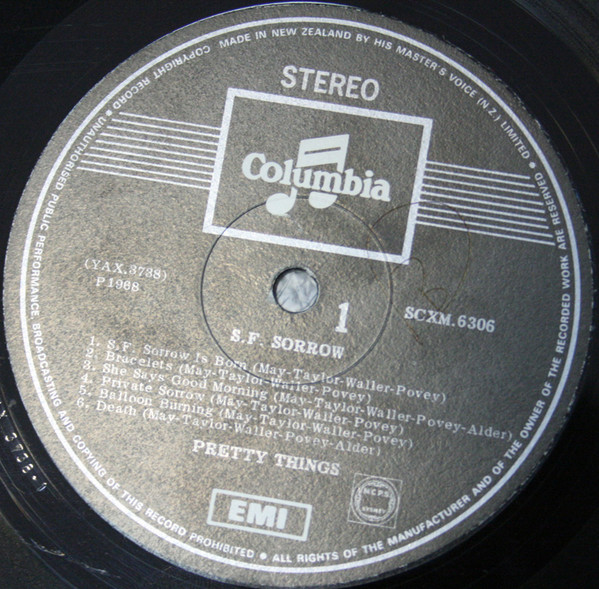 COPYRIGHT RECORD • MADE IN NEW ZEALAND BY HIS MASTER'S VOICE (N.Z.) LIMITED •
UNAUTHORISED PUBLIC PERFORMANCE, BROADCASTING AND COPYING OF THIS RECORD PROHIBITED • ALL RIGHTS OF THE MANUFACTURER AND OF THE OWNER OF THE RECORDED WORK ARE RESERVED
STEREO
Columbia
(YAX.3738)
P 1968
1
SCXM.6306
S.F. SORROW
1. S.F. Sorrow Is Born (May-Taylor-Waller-Povey)
2. Bracelets (May-Taylor-Waller-Povey)
3. She Says Good Morning (May-Taylor-Waller-Povey-Alder)
4. Private Sorrow (May-Taylor-Waller-Povey)
5. Balloon Burning (May-Taylor-Waller-Povey)
6. Death (May-Taylor-Waller-Povey-Alder)
PRETTY THINGS
EMI
M.C.P.S.
SYDNEY